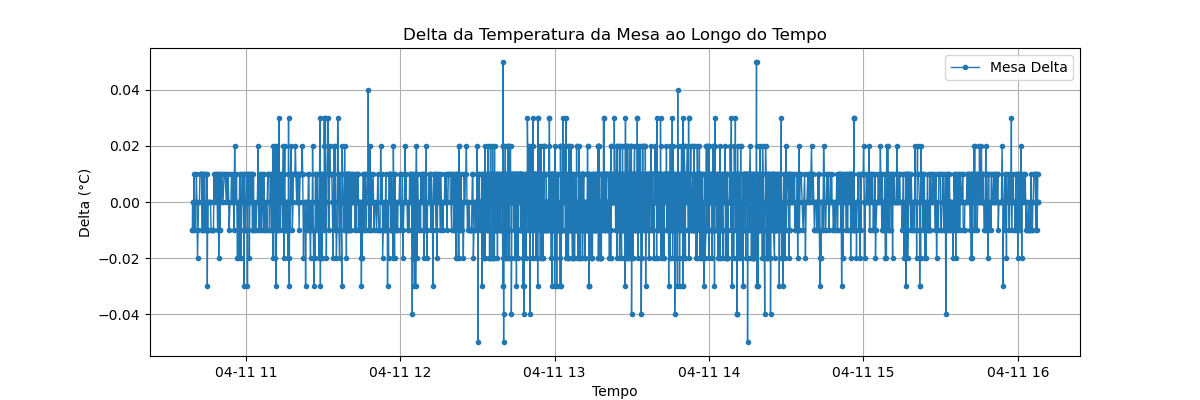 Delta da Temperatura da Mesa ao Longo do Tempo
Mesa Delta
Delta (°C)
0.04
0.02
0.00
−0.02
−0.04
04-11 11
04-11 12
04-11 13
04-11 14
04-11 15
04-11 16
Tempo